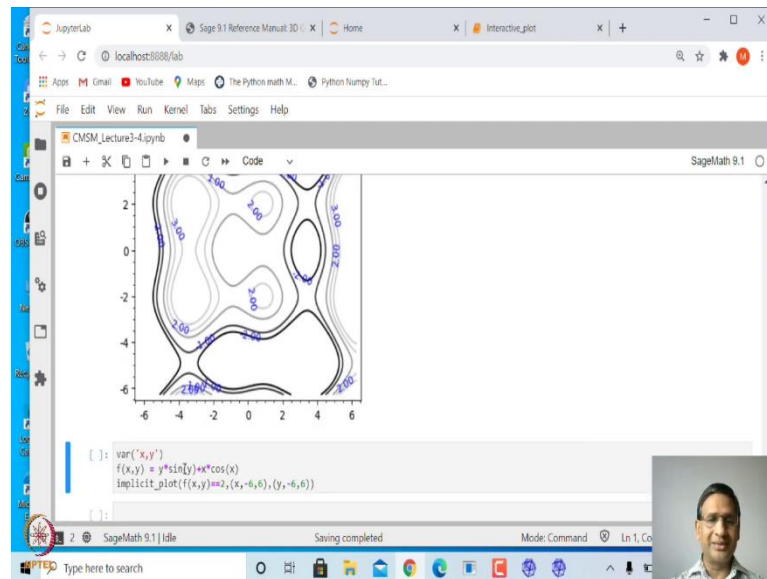 JupyterLab
Sage 9.1 Reference Manual: 3D
Home
Interactive_plot
localhost:8888/lab
M
Apps Gmail YouTube Maps The Python math M... Python Numpy Tut...
File Edit View Run Kernel Tabs Settings Help
CMSM_Lecture3-4.ipynb
Code
SageMath 9.1
2
0
-2
-4
-6
2.00
2.00
3.00
3.00
2.00
2.00
2.00
2.00
-6 -4 -2 0 2 4 6
[ ]: var('x,y')
f(x,y) = y*sin(y)+x*cos(x)
implicit_plot(f(x,y)==2,(x,-6,6),(y,-6,6))
[ ]:
2 SageMath 9.1 | Idle Saving completed Mode: Command Ln 1, Co
NPTEL
Type here to search